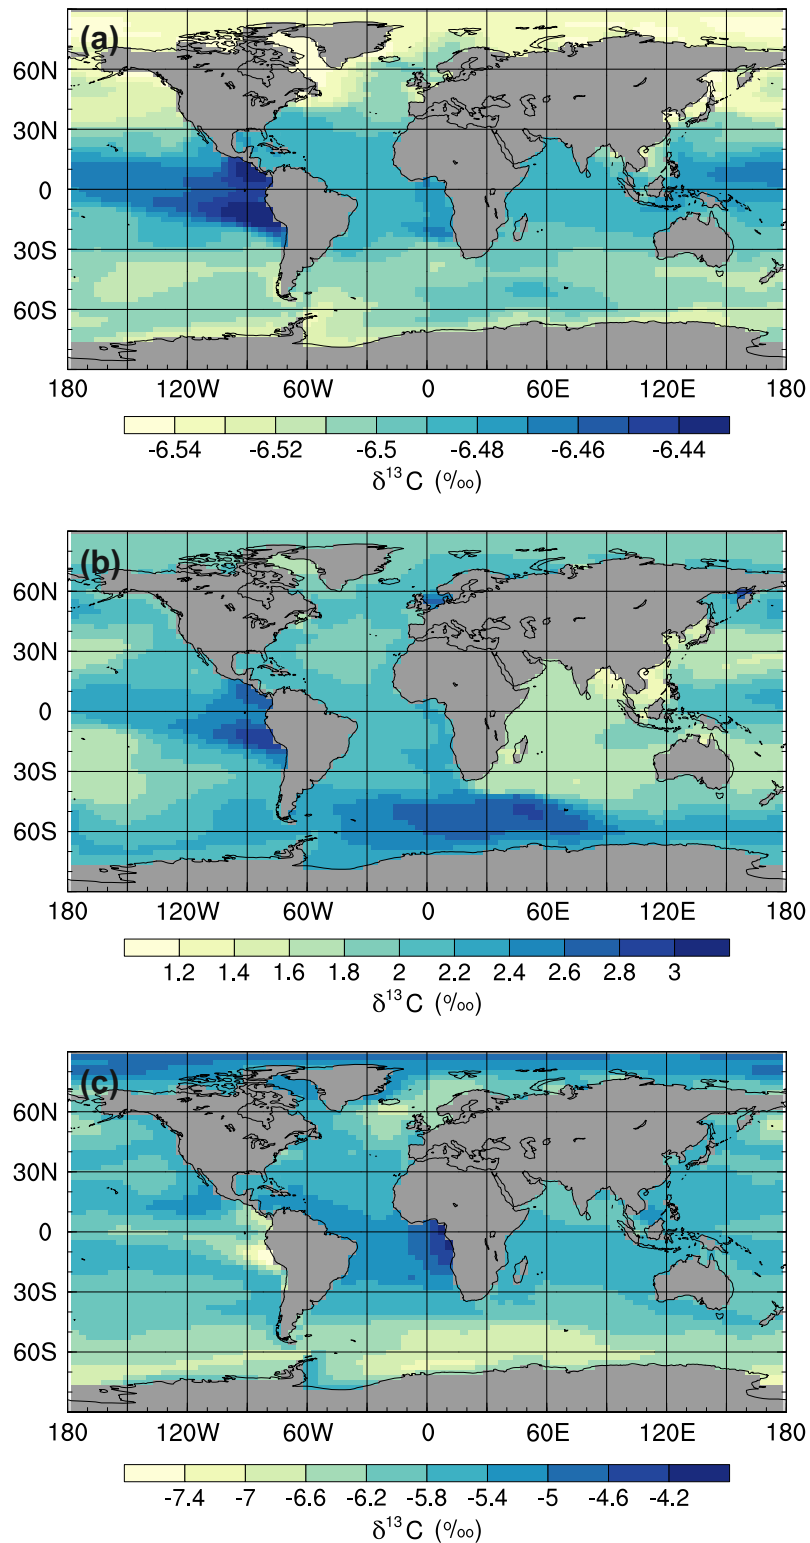 (a)
60N
30N
0
30S
60S
180 120W 60W 0 60E 120E 180
-6.54 -6.52 -6.5 -6.48 -6.46 -6.44
δ¹³C (‰)
(b)
60N
30N
0
30S
60S
180 120W 60W 0 60E 120E 180
1.2 1.4 1.6 1.8 2 2.2 2.4 2.6 2.8 3
δ¹³C (‰)
(c)
60N
30N
0
30S
60S
180 120W 60W 0 60E 120E 180
-7.4 -7 -6.6 -6.2 -5.8 -5.4 -5 -4.6 -4.2
δ¹³C (‰)